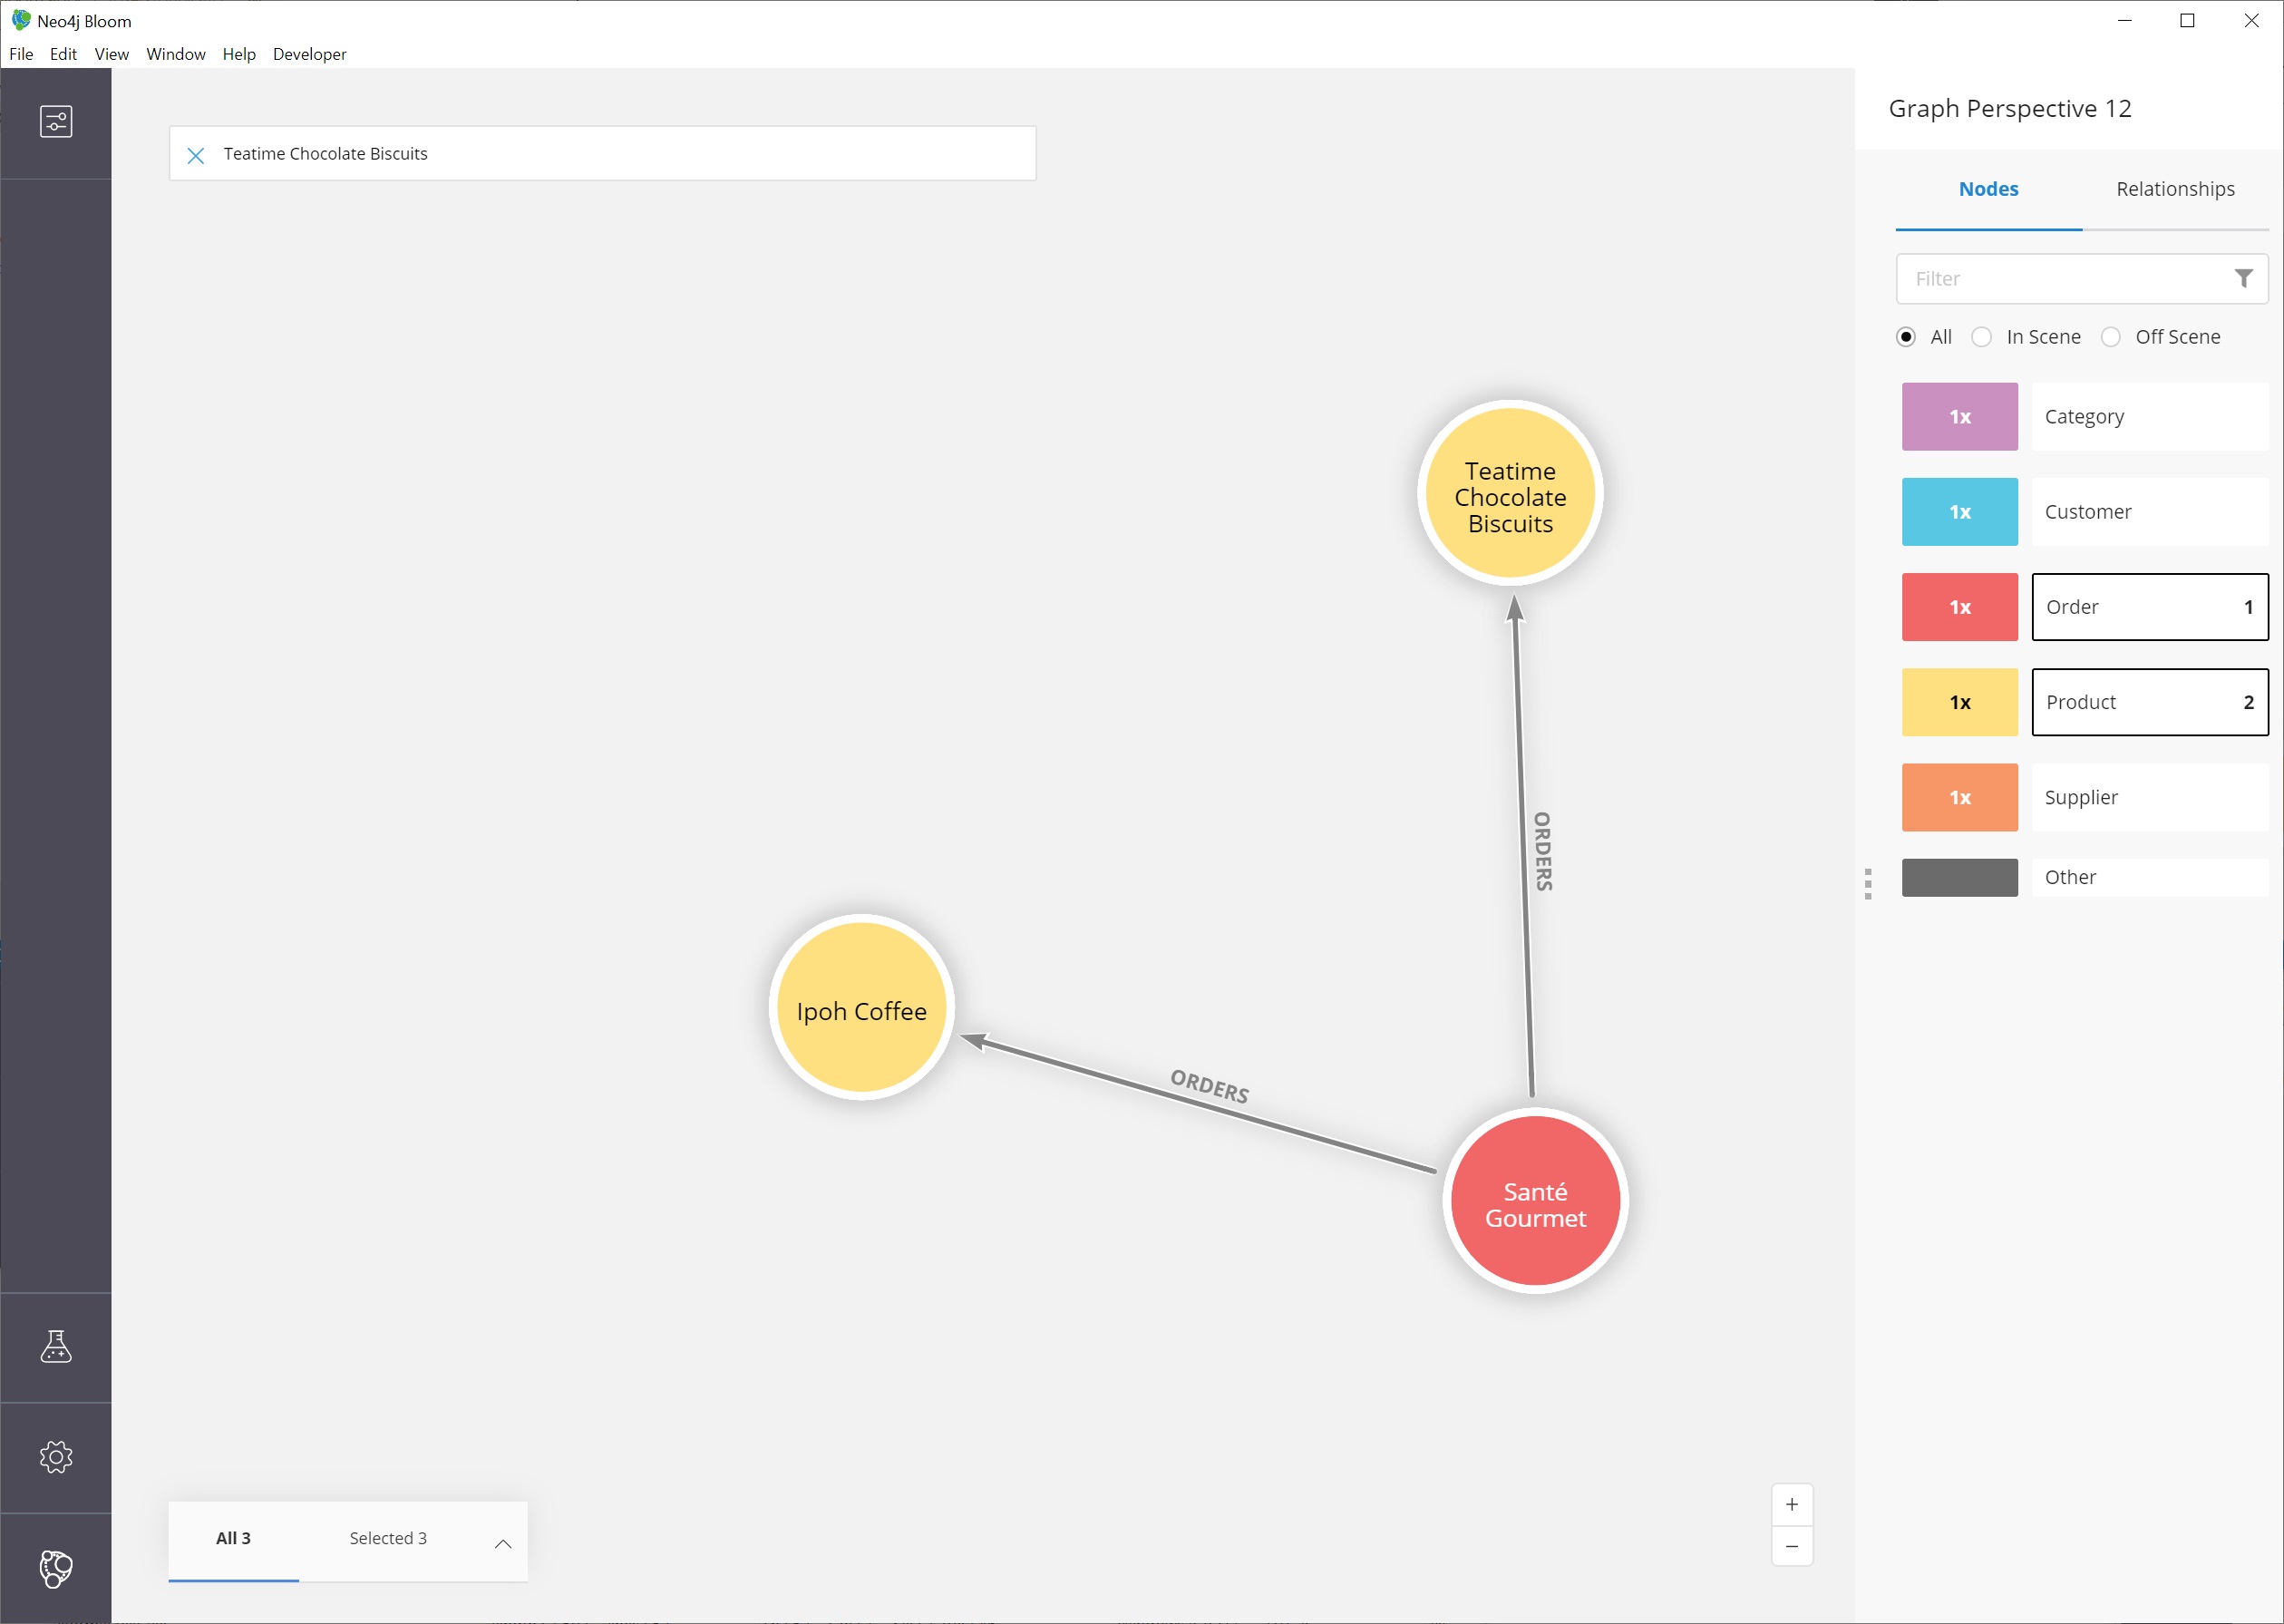 Neo4j Bloom
File Edit View Window Help Developer
Teatime Chocolate Biscuits
Graph Perspective 12
Nodes Relationships
Filter
All In Scene Off Scene
1x Category
1x Customer
1x Order 1
1x Product 2
1x Supplier
Other
Teatime
Chocolate
Biscuits
ORDERS
Ipoh Coffee
ORDERS
Santé
Gourmet
+
−
All 3 Selected 3